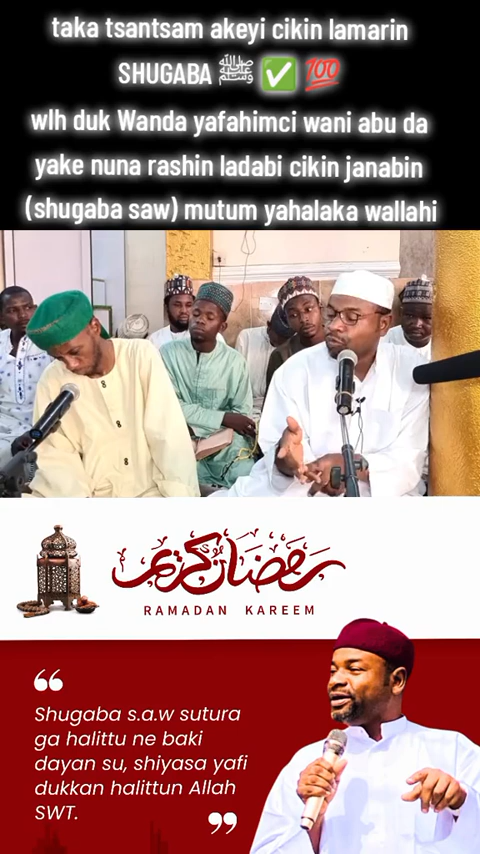 taka tsantsam akeyi cikin lamarin
SHUGABA ﷺ ✅ 💯
wlh duk Wanda yafahimci wani abu da
yake nuna rashin ladabi cikin janabin
(shugaba saw) mutum yahalaka wallahi
رمضان كريم
RAMADAN KAREEM
“
Shugaba s.a.w sutura
ga halittu ne baki
dayan su, shiyasa yafi
dukkan halittun Allah
SWT.
”